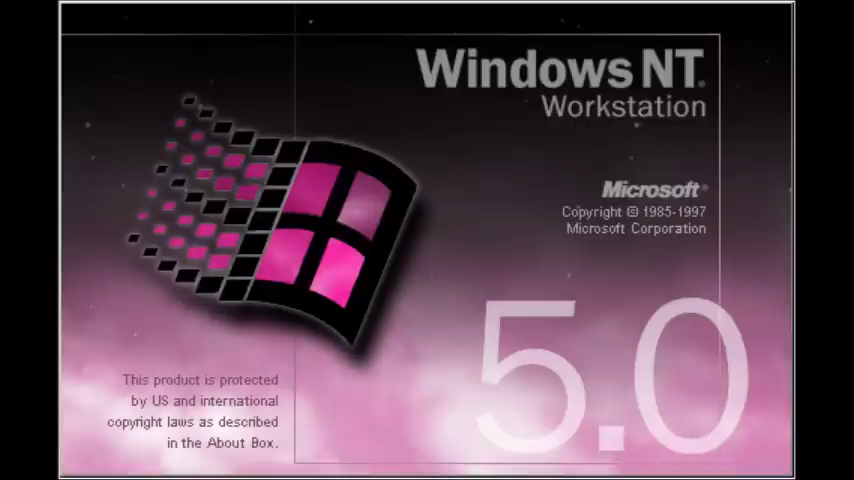 Windows NT
Workstation
Microsoft®
Copyright © 1985-1997
Microsoft Corporation
5.0
This product is protected
by US and international
copyright laws as described
in the About Box.